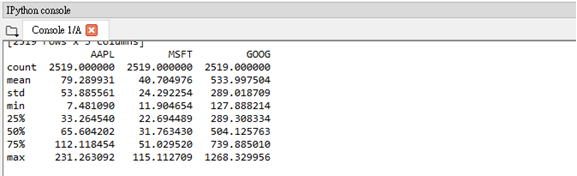 IPython console
Console 1/A
[2519 rows x 3 columns]
AAPL MSFT GOOG
count 2519.000000 2519.000000 2519.000000
mean 79.289931 40.704976 533.997504
std 53.885561 24.292254 289.018709
min 7.481090 11.904654 127.888214
25% 33.264540 22.694489 289.308334
50% 65.604202 31.763430 504.125763
75% 112.118454 51.029520 739.885010
max 231.263092 115.112709 1268.329956